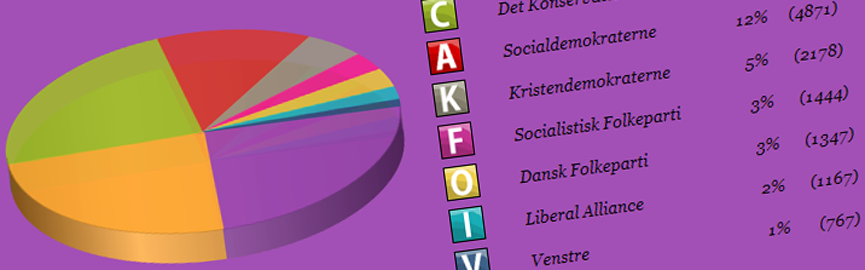 C Det
A Socialdemokraterne 12% (4871)
K Kristendemokraterne 5% (2178)
F Socialistisk Folkeparti 3% (1444)
O Dansk Folkeparti 3% (1347)
I Liberal Alliance 2% (1167)
V Venstre 1% (767)